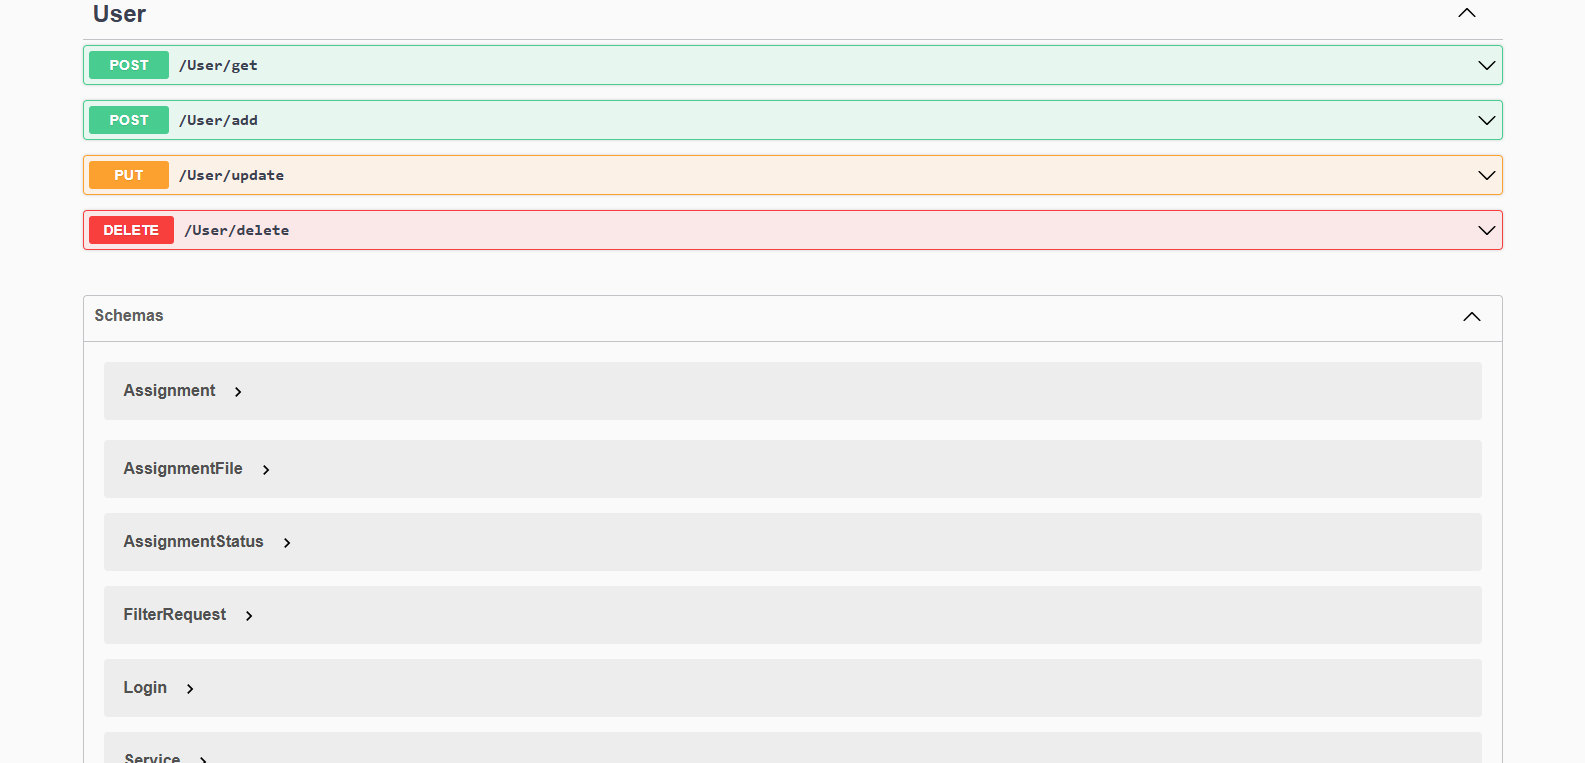 User
POST /User/get
POST /User/add
PUT /User/update
DELETE /User/delete
Schemas
Assignment
AssignmentFile
AssignmentStatus
FilterRequest
Login
Service